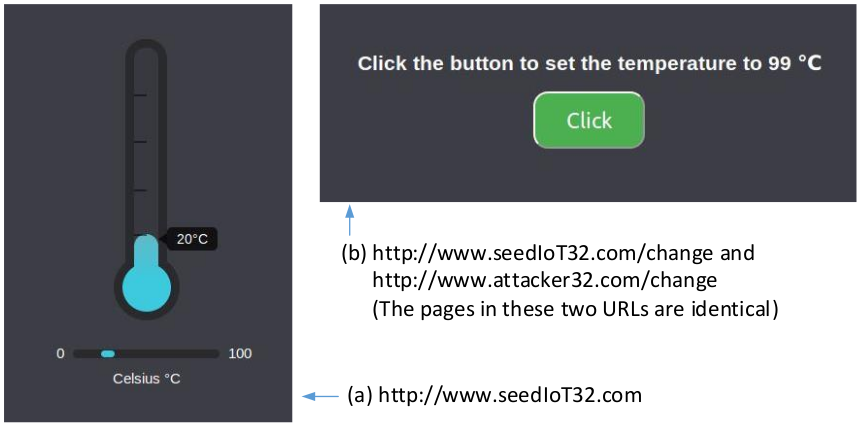 20°C
0 100
Celsius °C
Click the button to set the temperature to 99 °C
Click
(b) http://www.seedIoT32.com/change and
http://www.attacker32.com/change
(The pages in these two URLs are identical)
(a) http://www.seedIoT32.com